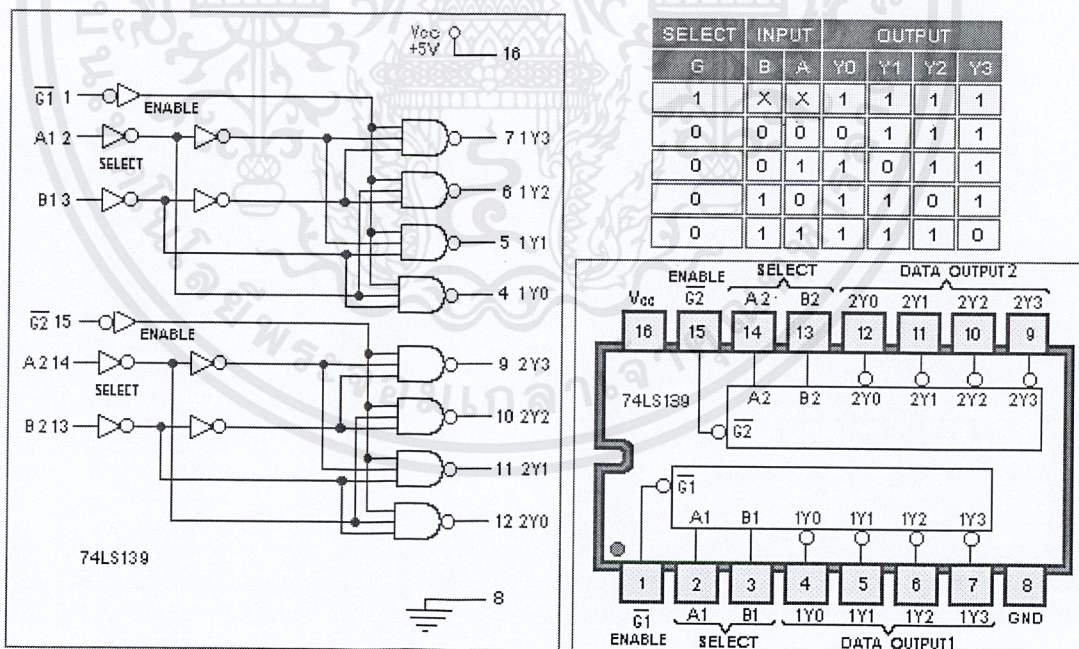 Vcc
+5V
16
G1 1
ENABLE
A1 2
SELECT
B1 3
7 1Y3
6 1Y2
5 1Y1
4 1Y0
G2 15
ENABLE
A2 14
SELECT
B2 13
9 2Y3
10 2Y2
11 2Y1
12 2Y0
74LS139
8
SELECT INPUT OUTPUT
G B A Y0 Y1 Y2 Y3
1 X X 1 1 1 1
0 0 0 0 1 1 1
0 0 1 1 0 1 1
0 1 0 1 1 0 1
0 1 1 1 1 1 0
ENABLE SELECT DATA OUTPUT2
Vcc G2 A2 B2 2Y0 2Y1 2Y2 2Y3
16 15 14 13 12 11 10 9
74LS139
A2 B2 2Y0 2Y1 2Y2 2Y3
G2
G1
A1 B1 1Y0 1Y1 1Y2 1Y3
1 2 3 4 5 6 7 8
G1 A1 B1 1Y0 1Y1 1Y2 1Y3 GND
ENABLE SELECT DATA OUTPUT1